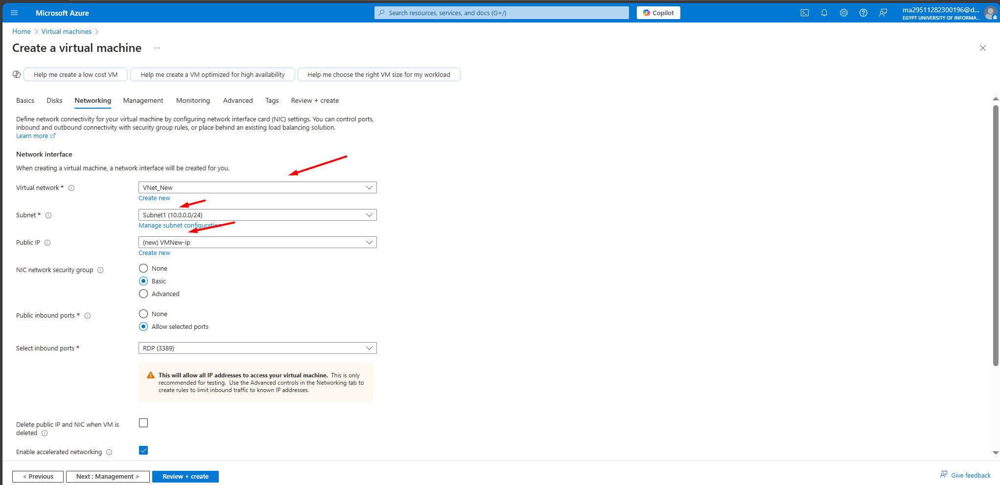 Microsoft Azure
Search resources, services, and docs (G+/)
Copilot
ma29511282300196@d...
EGYPT UNIVERSITY OF INFORMA...
Home > Virtual machines >
Create a virtual machine ...
Help me create a low cost VM
Help me create a VM optimized for high availability
Help me choose the right VM size for my workload
Basics Disks Networking Management Monitoring Advanced Tags Review + create
Define network connectivity for your virtual machine by configuring network interface card (NIC) settings. You can control ports,
inbound and outbound connectivity with security group rules, or place behind an existing load balancing solution.
Learn more
Network interface
When creating a virtual machine, a network interface will be created for you.
Virtual network *
VNet_New
Create new
Subnet *
Subnet1 (10.0.0.0/24)
Manage subnet configuration
Public IP
(new) VMNew-ip
Create new
NIC network security group
None
Basic
Advanced
Public inbound ports *
None
Allow selected ports
Select inbound ports *
RDP (3389)
This will allow all IP addresses to access your virtual machine. This is only
recommended for testing. Use the Advanced controls in the Networking tab to
create rules to limit inbound traffic to known IP addresses.
Delete public IP and NIC when VM is
deleted
Enable accelerated networking
< Previous
Next : Management >
Review + create
Give feedback